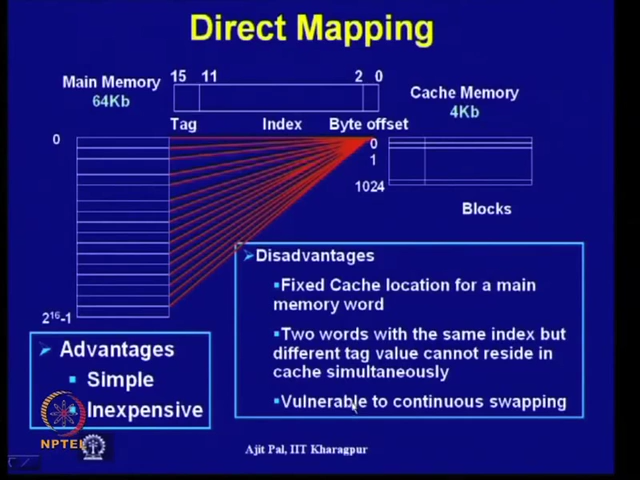 Direct Mapping
Main Memory
64Kb
15 11 2 0
Cache Memory
4Kb
Tag Index Byte offset
0
0
1
1024
Blocks
2¹⁶-1
Disadvantages
Fixed Cache location for a main
memory word
Two words with the same index but
different tag value cannot reside in
cache simultaneously
Vulnerable to continuous swapping
Advantages
Simple
Inexpensive
NPTEL
Ajit Pal, IIT Kharagpur